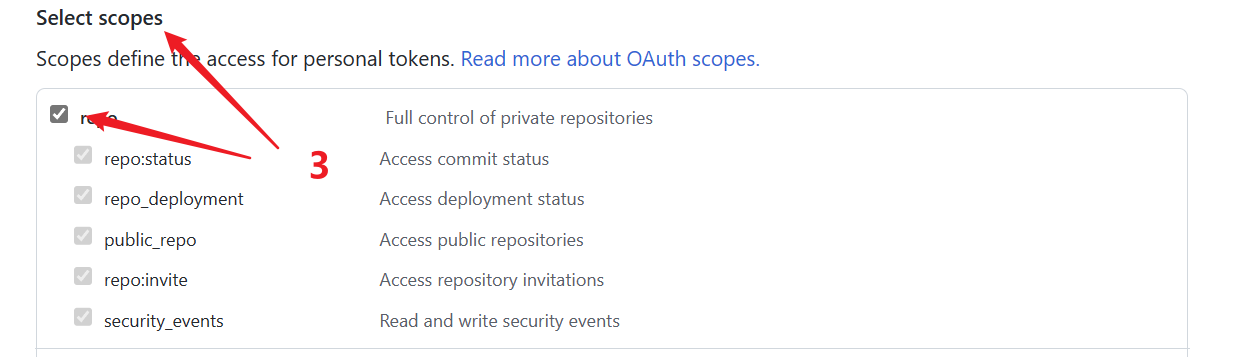 Select scopes
Scopes define the access for personal tokens. Read more about OAuth scopes.
repo Full control of private repositories
3
repo:status Access commit status
repo_deployment Access deployment status
public_repo Access public repositories
repo:invite Access repository invitations
security_events Read and write security events